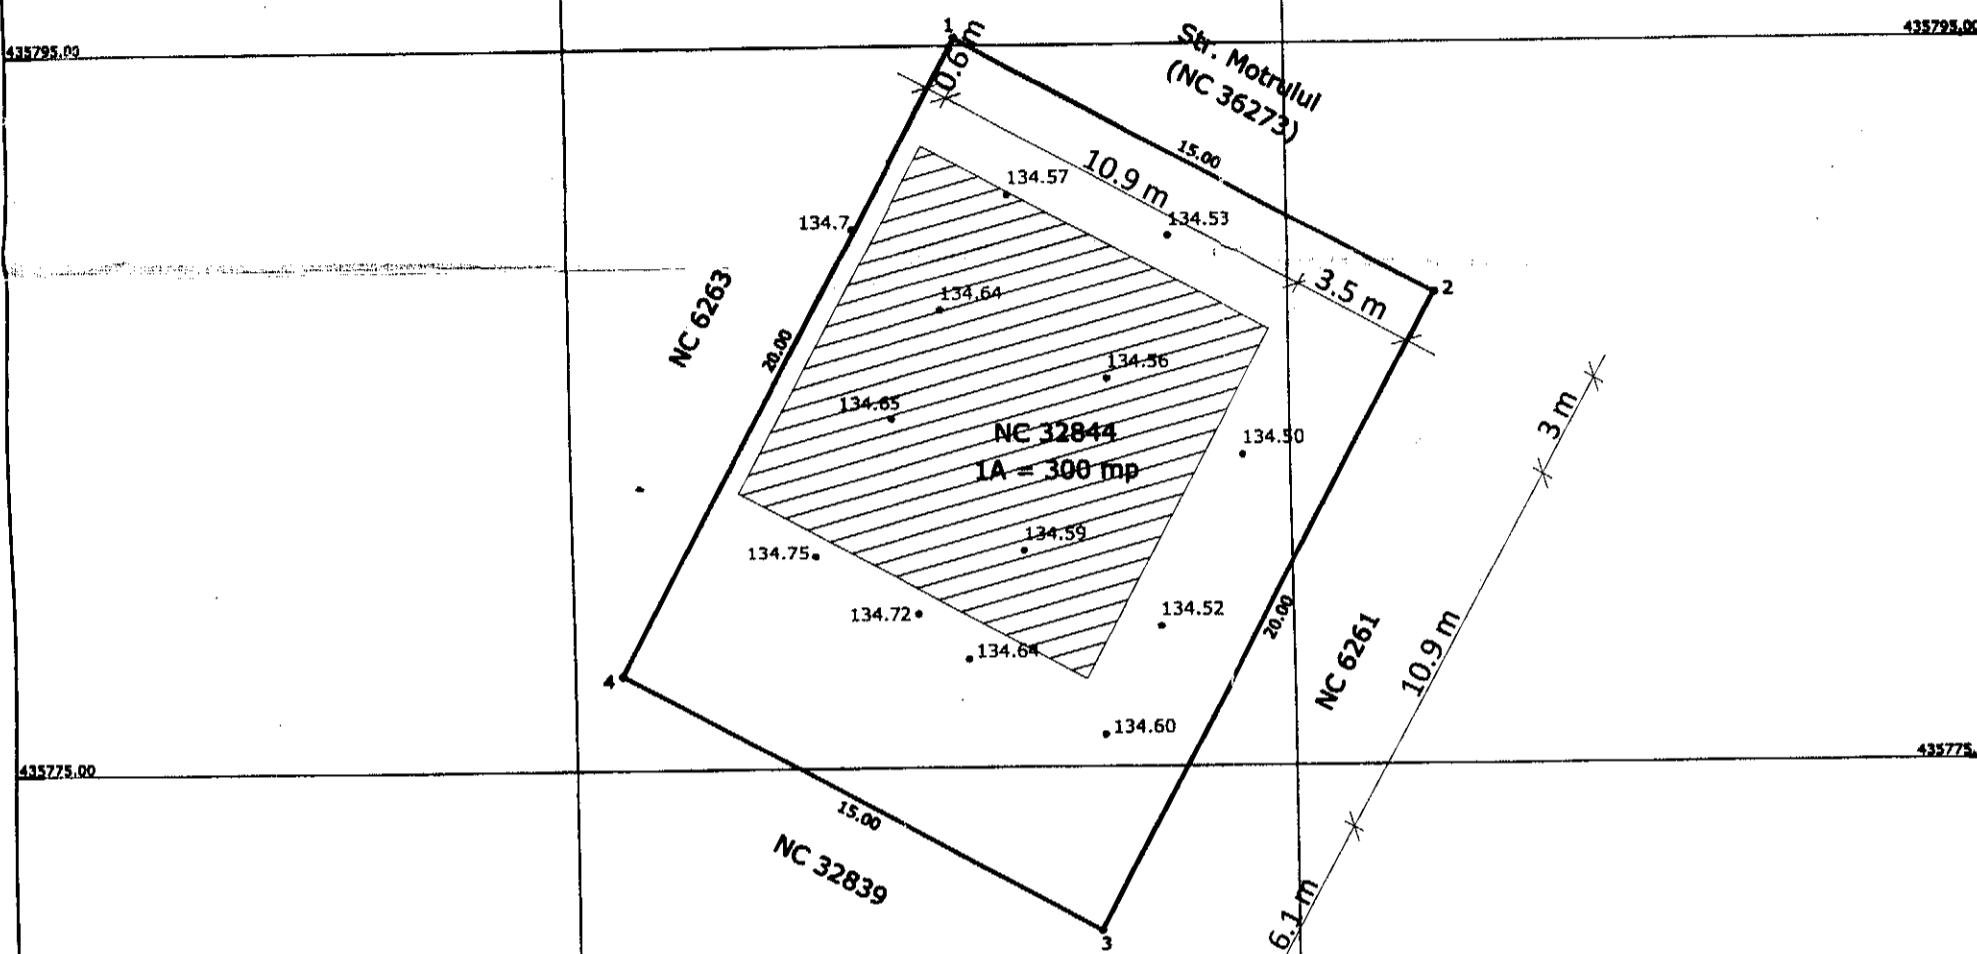 1
0.6 m
Str. Motrului
(NC 36273)
435795.00
435795.00
15.00
10.9 m
134.57
134.53
134.7
3.5 m
2
NC 6263
134.64
20.00
134.56
3 m
134.65
NC 32844
134.50
1A = 300 mp
134.59
134.75
134.72
134.52
20.00
NC 6261
10.9 m
134.64
4
134.60
435775.00
435775.
15.00
NC 32839
6.1 m
3